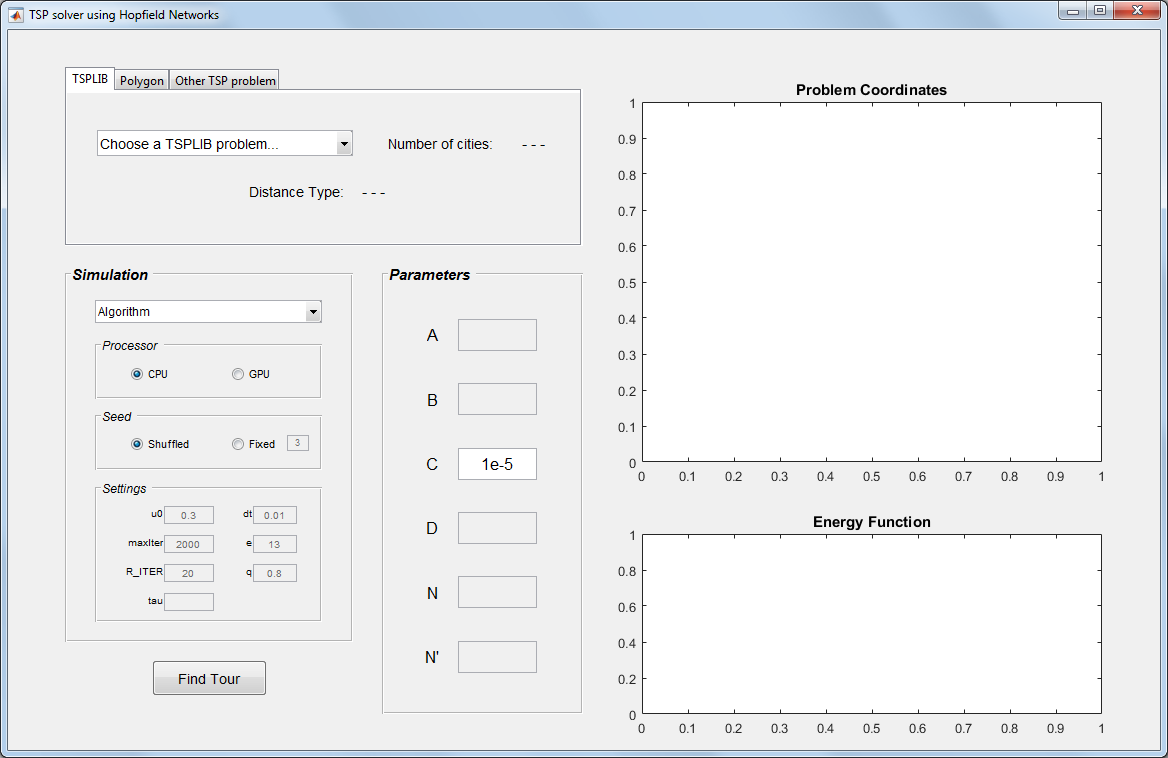 TSP solver using Hopfield Networks
TSPLIB Polygon Other TSP problem
Choose a TSPLIB problem... Number of cities: - - -
Distance Type: - - -
Simulation
Algorithm
Processor
CPU GPU
Seed
Shuffled Fixed 3
Settings
u0 0.3 dt 0.01
maxIter 2000 e 13
R_ITER 20 q 0.8
tau
Find Tour
Parameters
A
B
C 1e-5
D
N
N'
Problem Coordinates
1
0.9
0.8
0.7
0.6
0.5
0.4
0.3
0.2
0.1
0
0 0.1 0.2 0.3 0.4 0.5 0.6 0.7 0.8 0.9 1
Energy Function
1
0.8
0.6
0.4
0.2
0
0 0.1 0.2 0.3 0.4 0.5 0.6 0.7 0.8 0.9 1